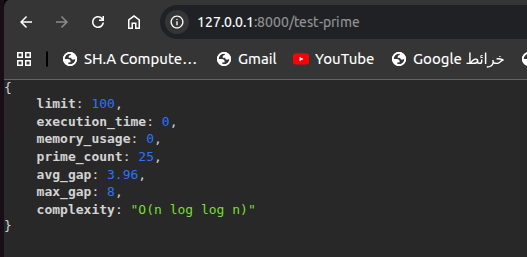 127.0.0.1:8000/test-prime
SH.A Compute... Gmail YouTube خرائط Google
{
limit: 100,
execution_time: 0,
memory_usage: 0,
prime_count: 25,
avg_gap: 3.96,
max_gap: 8,
complexity: "O(n log log n)"
}